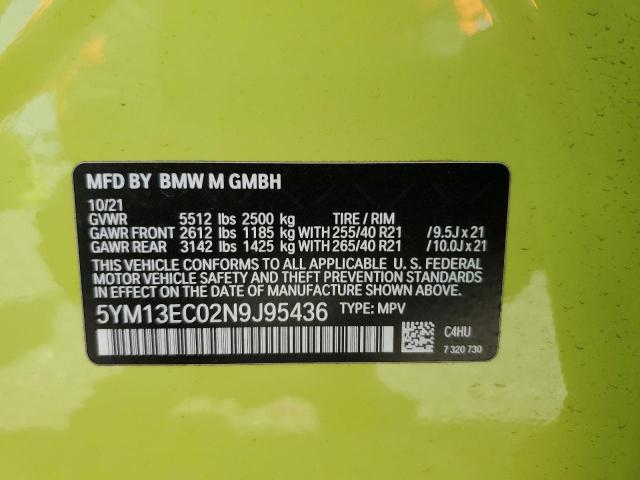 MFD BY BMW M GMBH
10/21
GVWR 5512 lbs 2500 kg TIRE / RIM
GAWR FRONT 2612 lbs 1185 kg WITH 255/40 R21 /9.5J x 21
GAWR REAR 3142 lbs 1425 kg WITH 265/40 R21 /10.0J x 21
THIS VEHICLE CONFORMS TO ALL APPLICABLE U. S. FEDERAL
MOTOR VEHICLE SAFETY AND THEFT PREVENTION STANDARDS
IN EFFECT ON THE DATE OF MANUFACTURE SHOWN ABOVE.
5YM13EC02N9J95436 TYPE: MPV
C4HU
7 320 730